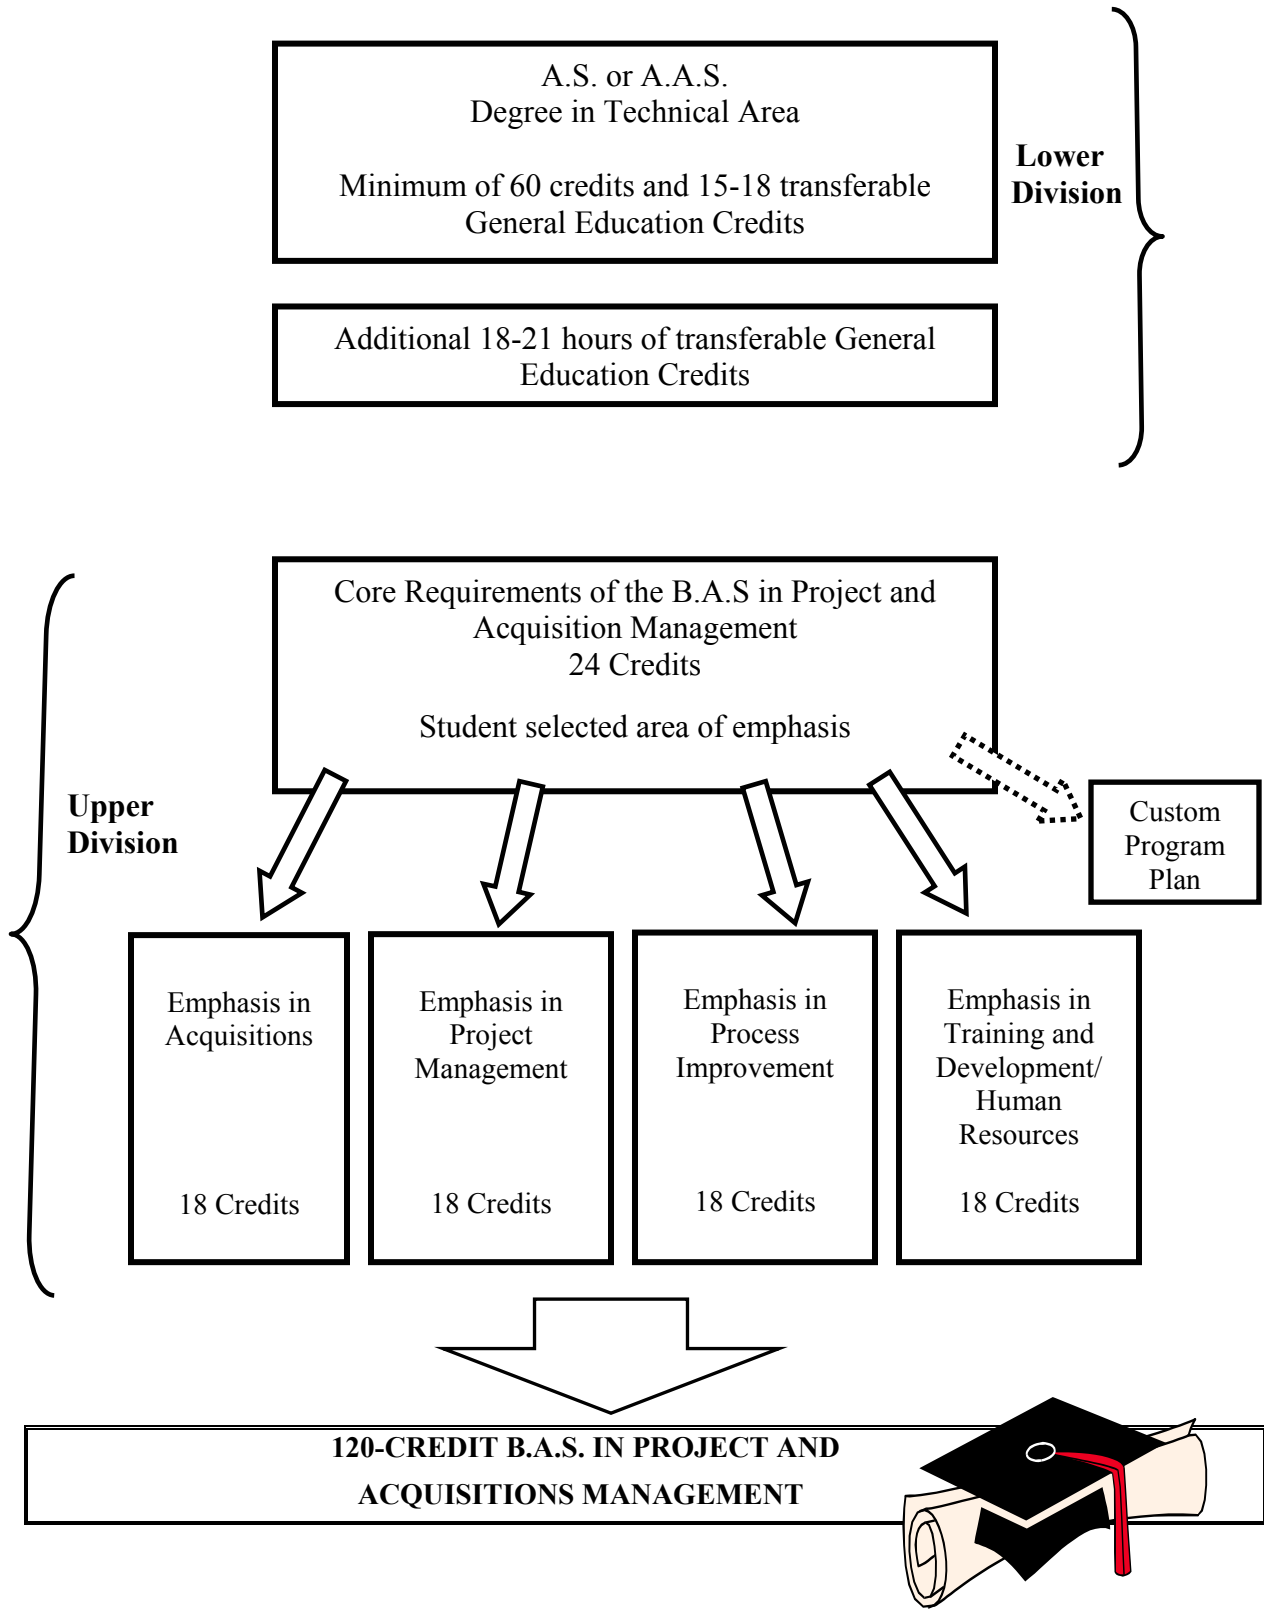 A.S. or A.A.S.
Degree in Technical Area
Minimum of 60 credits and 15-18 transferable
General Education Credits
Lower
Division
Additional 18-21 hours of transferable General
Education Credits
Core Requirements of the B.A.S in Project and
Acquisition Management
24 Credits
Student selected area of emphasis
Upper
Division
Custom
Program
Plan
Emphasis in
Acquisitions
18 Credits
Emphasis in
Project
Management
18 Credits
Emphasis in
Process
Improvement
18 Credits
Emphasis in
Training and
Development/
Human
Resources
18 Credits
120-CREDIT B.A.S. IN PROJECT AND
ACQUISITIONS MANAGEMENT